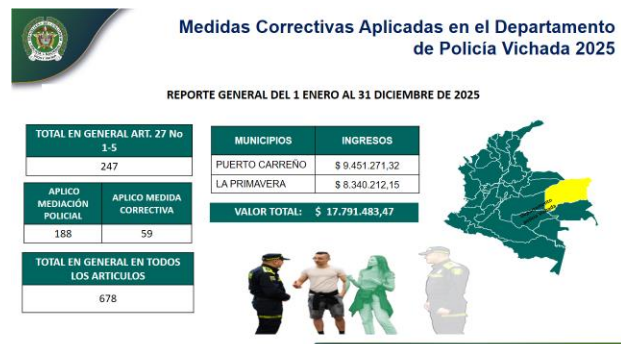 Medidas Correctivas Aplicadas en el Departamento
de Policía Vichada 2025
REPORTE GENERAL DEL 1 ENERO AL 31 DICIEMBRE DE 2025
TOTAL EN GENERAL ART. 27 No
1-5
247
APLICO
MEDIACIÓN
POLICIAL
APLICO MEDIDA
CORRECTIVA
188
59
TOTAL EN GENERAL EN TODOS
LOS ARTICULOS
678
MUNICIPIOS
INGRESOS
PUERTO CARREÑO
$ 9.451.271,32
LA PRIMAVERA
$ 8.340.212,15
VALOR TOTAL: $ 17.791.483,47